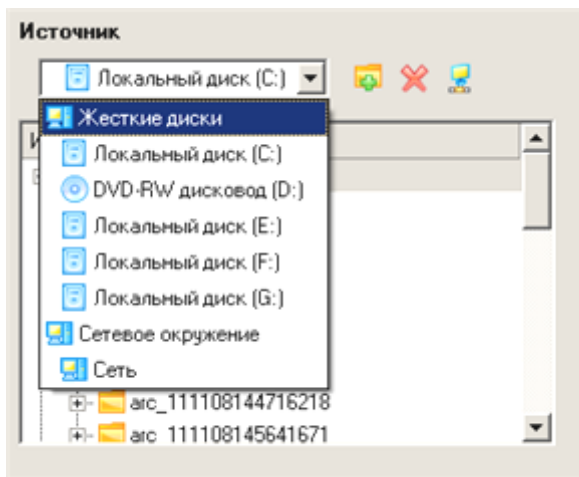 Источник
Локальный диск (C:)
Жесткие диски
И
Локальный диск (C:)
DVD-RW дисковод (D:)
Локальный диск (E:)
Локальный диск (F:)
Локальный диск (G:)
Сетевое окружение
Сеть
arc_111108144716218
arc_111108145641671